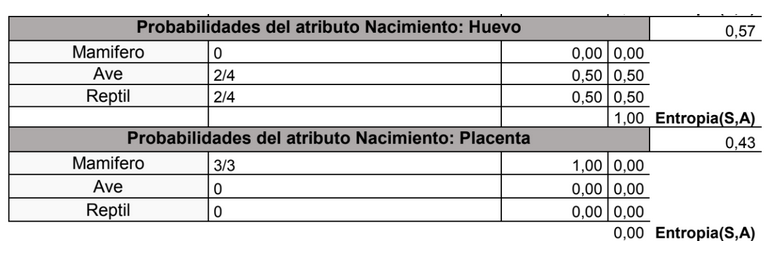 Probabilidades del atributo Nacimiento: Huevo 0,57
Mamifero 0 0,00 0,00
Ave 2/4 0,50 0,50
Reptil 2/4 0,50 0,50
1,00 Entropia(S,A)
Probabilidades del atributo Nacimiento: Placenta 0,43
Mamifero 3/3 1,00 0,00
Ave 0 0,00 0,00
Reptil 0 0,00 0,00
0,00 Entropia(S,A)